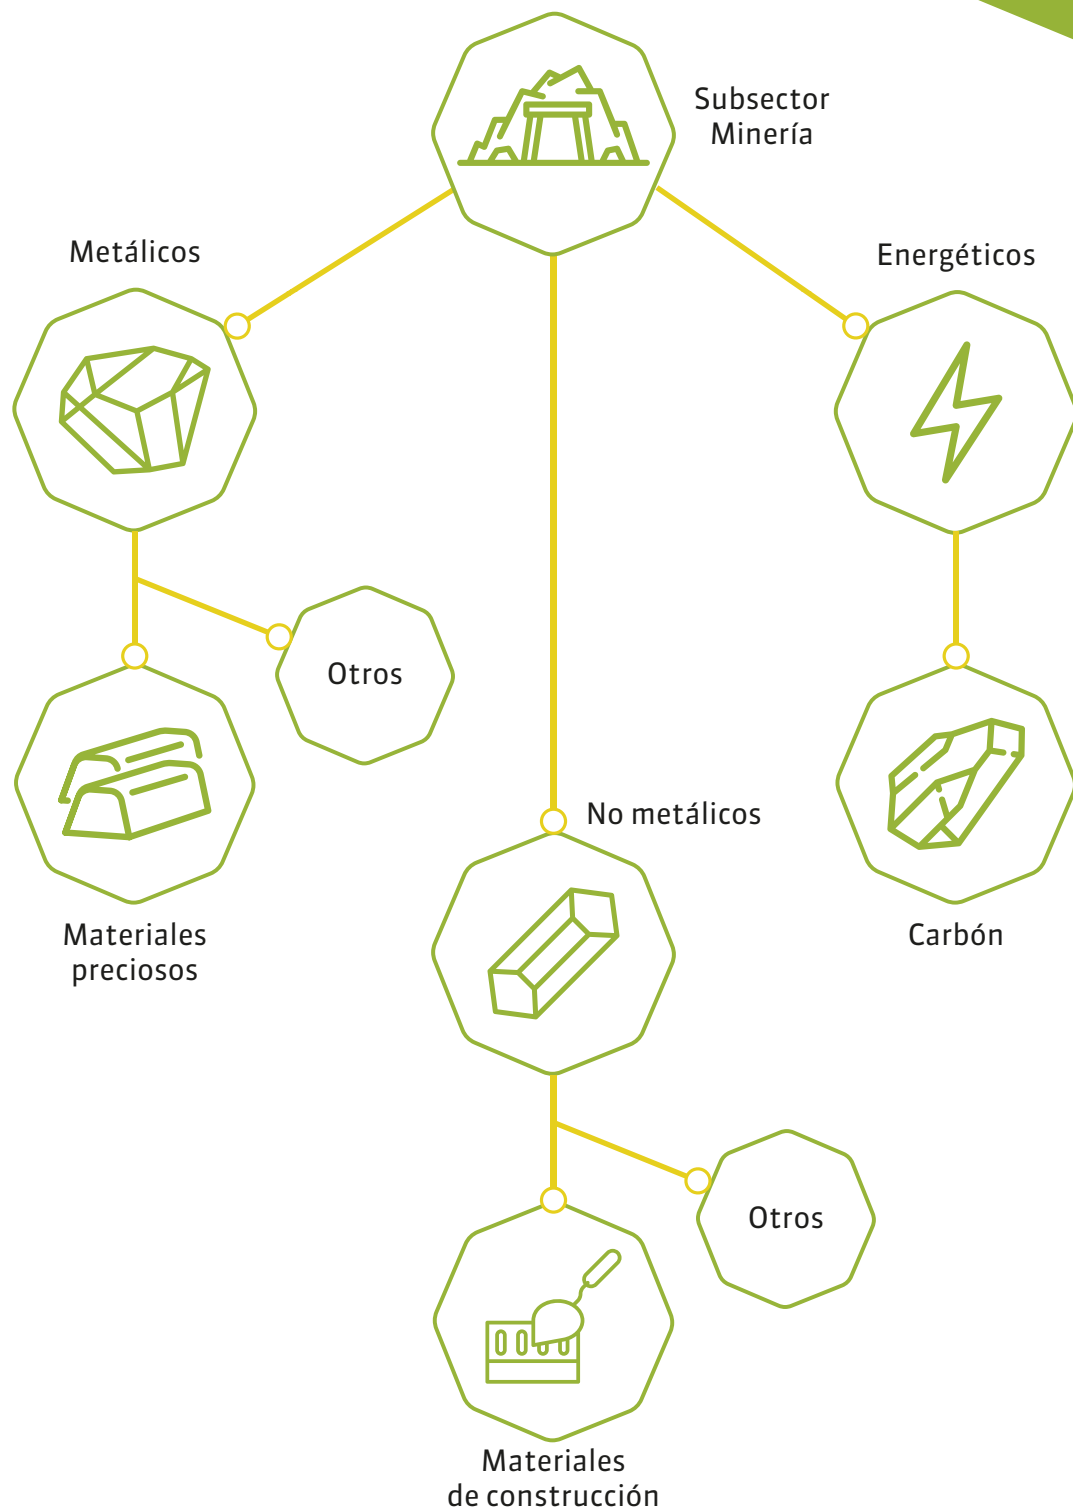 Subsector
Minería
Metálicos
Energéticos
Otros
No metálicos
Materiales
preciosos
Carbón
Otros
Materiales
de construcción